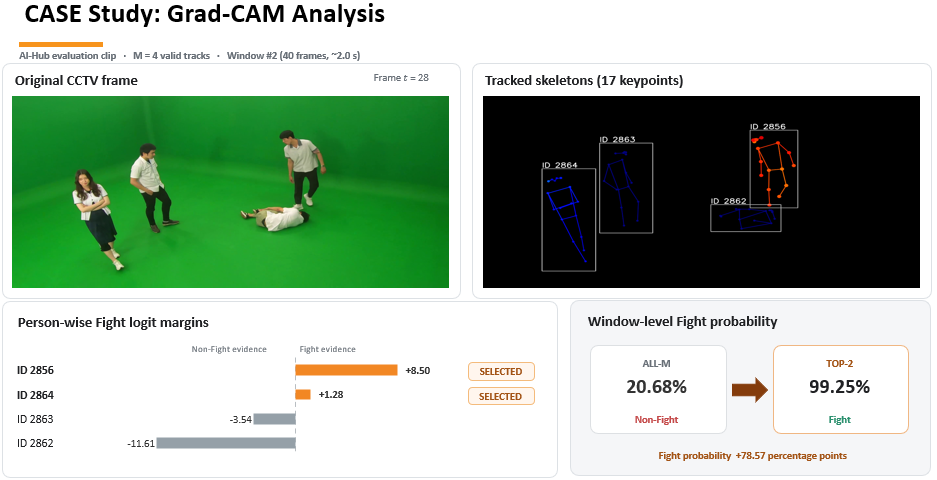 CASE Study: Grad-CAM Analysis
AI-Hub evaluation clip · M = 4 valid tracks · Window #2 (40 frames, ~2.0 s)
Original CCTV frame
Frame t = 28
Tracked skeletons (17 keypoints)
ID 2856
ID 2863
ID 2864
ID 2862
Person-wise Fight logit margins
Non-Fight evidence
Fight evidence
ID 2856
+8.50
SELECTED
ID 2864
+1.28
SELECTED
ID 2863
-3.54
ID 2862
-11.61
Window-level Fight probability
ALL-M
20.68%
Non-Fight
TOP-2
99.25%
Fight
Fight probability +78.57 percentage points